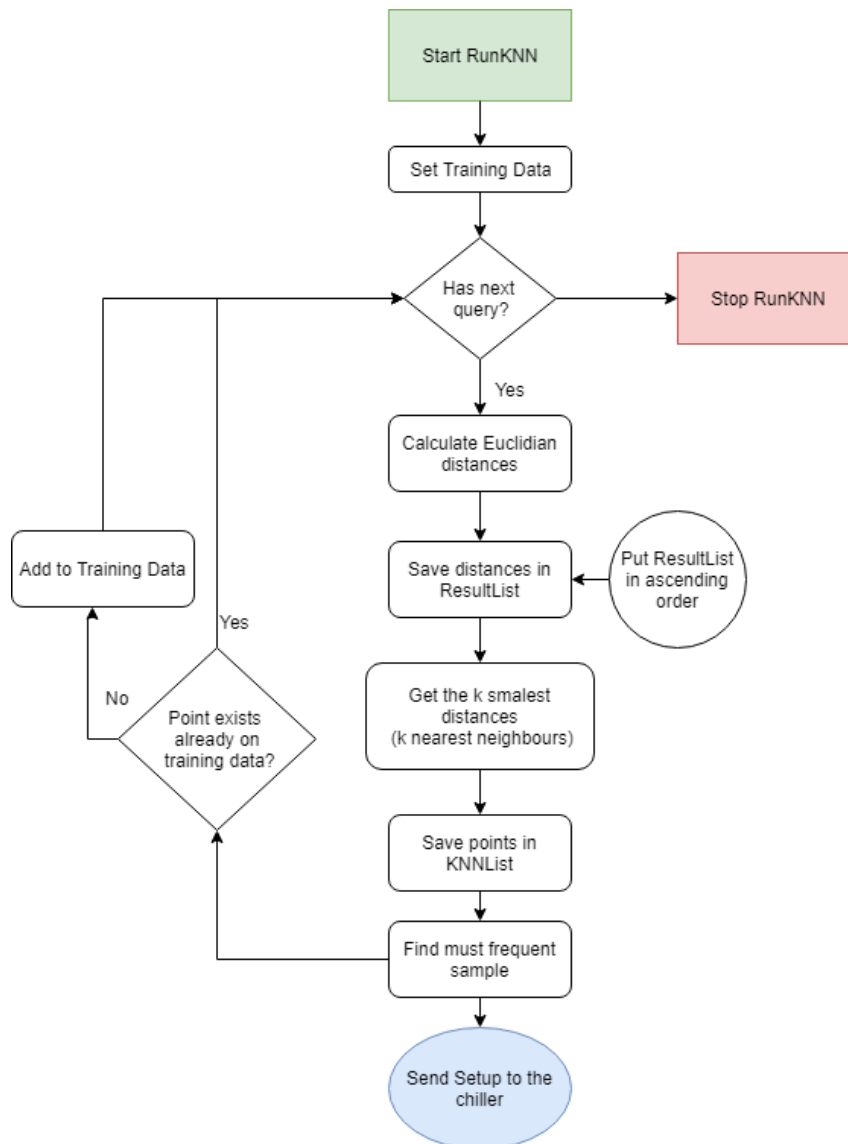 Start RunKNN
Set Training Data
Has next
query?
Stop RunKNN
Yes
Calculate Euclidian
distances
Add to Training Data
Save distances in
ResultList
Put ResultList
in ascending
order
Yes
No
Point exists
already on
training data?
Get the k smalest
distances
(k nearest neighbours)
Save points in
KNNList
Find must frequent
sample
Send Setup to the
chiller